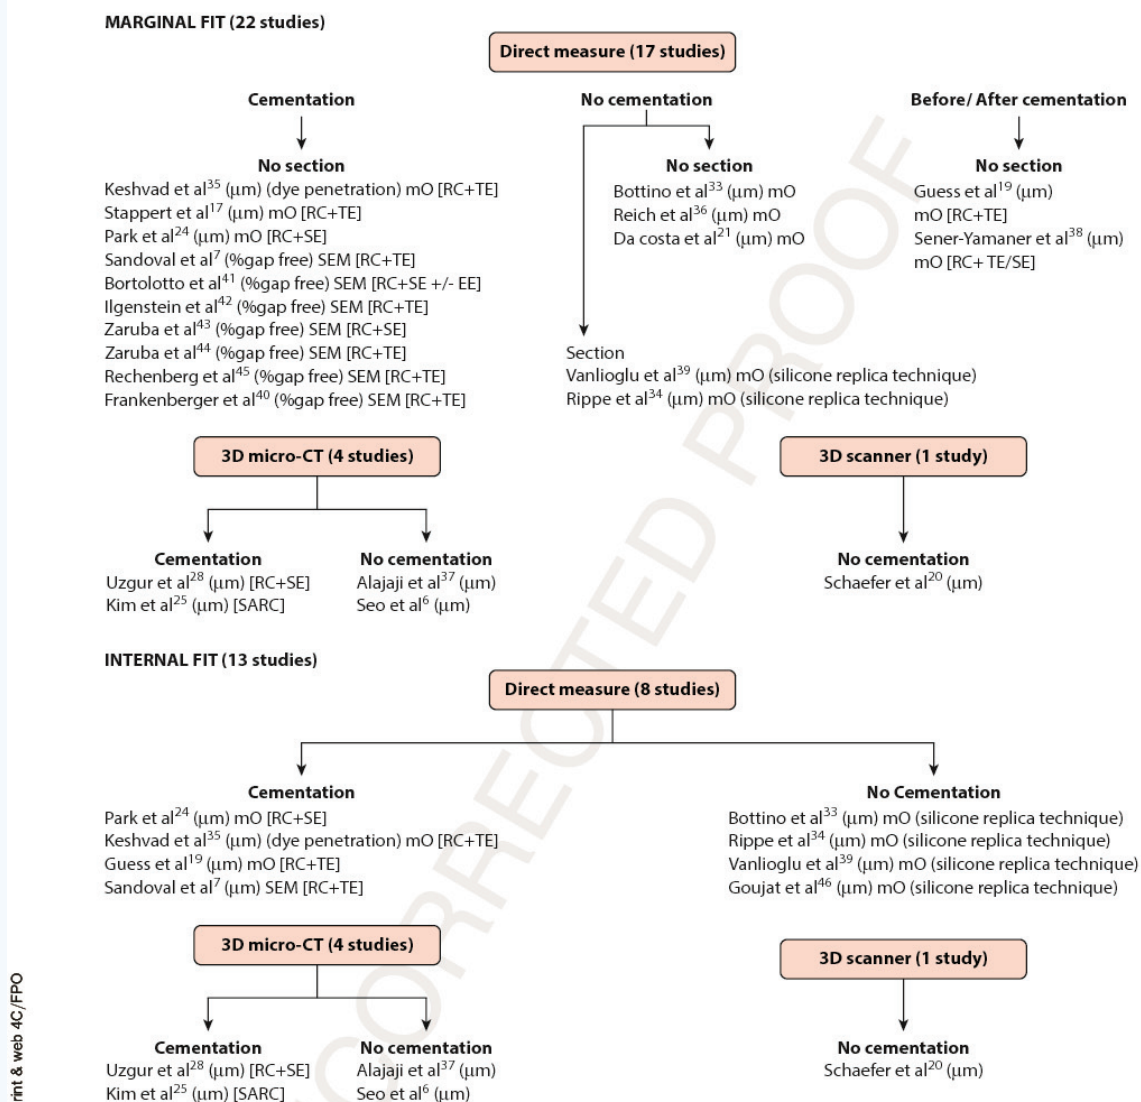 MARGINAL FIT (22 studies)
Direct measure (17 studies)
Cementation
No section
Keshvad et al35 (µm) (dye penetration) mO [RC+TE]
Stappert et al17 (µm) mO [RC+TE]
Park et al24 (µm) mO [RC+SE]
Sandoval et al7 (%gap free) SEM [RC+TE]
Bortolotto et al41 (%gap free) SEM [RC+SE +/- EE]
Ilgenstein et al42 (%gap free) SEM [RC+TE]
Zaruba et al43 (%gap free) SEM [RC+SE]
Zaruba et al44 (%gap free) SEM [RC+TE]
Rechenberg et al45 (%gap free) SEM [RC+TE]
Frankenberger et al40 (%gap free) SEM [RC+TE]
No cementation
No section
Bottino et al33 (µm) mO
Reich et al36 (µm) mO
Da costa et al21 (µm) mO
Section
Vanlioglu et al39 (µm) mO (silicone replica technique)
Rippe et al34 (µm) mO (silicone replica technique)
Before/ After cementation
No section
Guess et al19 (µm)
mO [RC+TE]
Sener-Yamaner et al38 (µm)
mO [RC+ TE/SE]
3D micro-CT (4 studies)
Cementation
Uzgur et al28 (µm) [RC+SE]
Kim et al25 (µm) [SARC]
No cementation
Alajaji et al37 (µm)
Seo et al6 (µm)
3D scanner (1 study)
No cementation
Schaefer et al20 (µm)
INTERNAL FIT (13 studies)
Direct measure (8 studies)
Cementation
Park et al24 (µm) mO [RC+SE]
Keshvad et al35 (µm) (dye penetration) mO [RC+TE]
Guess et al19 (µm) mO [RC+TE]
Sandoval et al7 (µm) SEM [RC+TE]
No Cementation
Bottino et al33 (µm) mO (silicone replica technique)
Rippe et al34 (µm) mO (silicone replica technique)
Vanlioglu et al39 (µm) mO (silicone replica technique)
Goujat et al46 (µm) mO (silicone replica technique)
3D micro-CT (4 studies)
Cementation
Uzgur et al28 (µm) [RC+SE]
Kim et al25 (µm) [SARC]
No cementation
Alajaji et al37 (µm)
Seo et al6 (µm)
3D scanner (1 study)
No cementation
Schaefer et al20 (µm)
rint & web 4C/FPO
CORRECTED PROOF